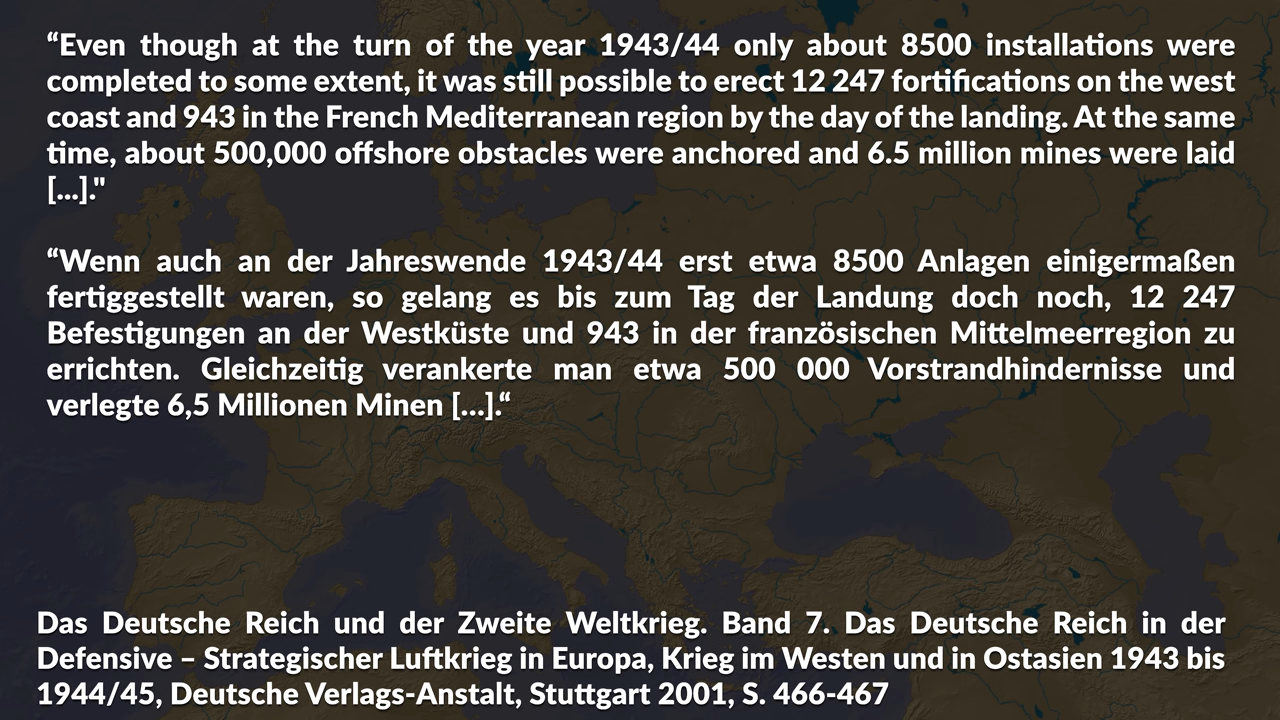 “Even though at the turn of the year 1943/44 only about 8500 installations were
completed to some extent, it was still possible to erect 12 247 fortifications on the west
coast and 943 in the French Mediterranean region by the day of the landing. At the same
time, about 500,000 offshore obstacles were anchored and 6.5 million mines were laid
[...]."
“Wenn auch an der Jahreswende 1943/44 erst etwa 8500 Anlagen einigermaßen
fertiggestellt waren, so gelang es bis zum Tag der Landung doch noch, 12 247
Befestigungen an der Westküste und 943 in der französischen Mittelmeerregion zu
errichten. Gleichzeitig verankerte man etwa 500 000 Vorstrandhindernisse und
verlegte 6,5 Millionen Minen [...].“
Das Deutsche Reich und der Zweite Weltkrieg. Band 7. Das Deutsche Reich in der
Defensive – Strategischer Luftkrieg in Europa, Krieg im Westen und in Ostasien 1943 bis
1944/45, Deutsche Verlags-Anstalt, Stuttgart 2001, S. 466-467